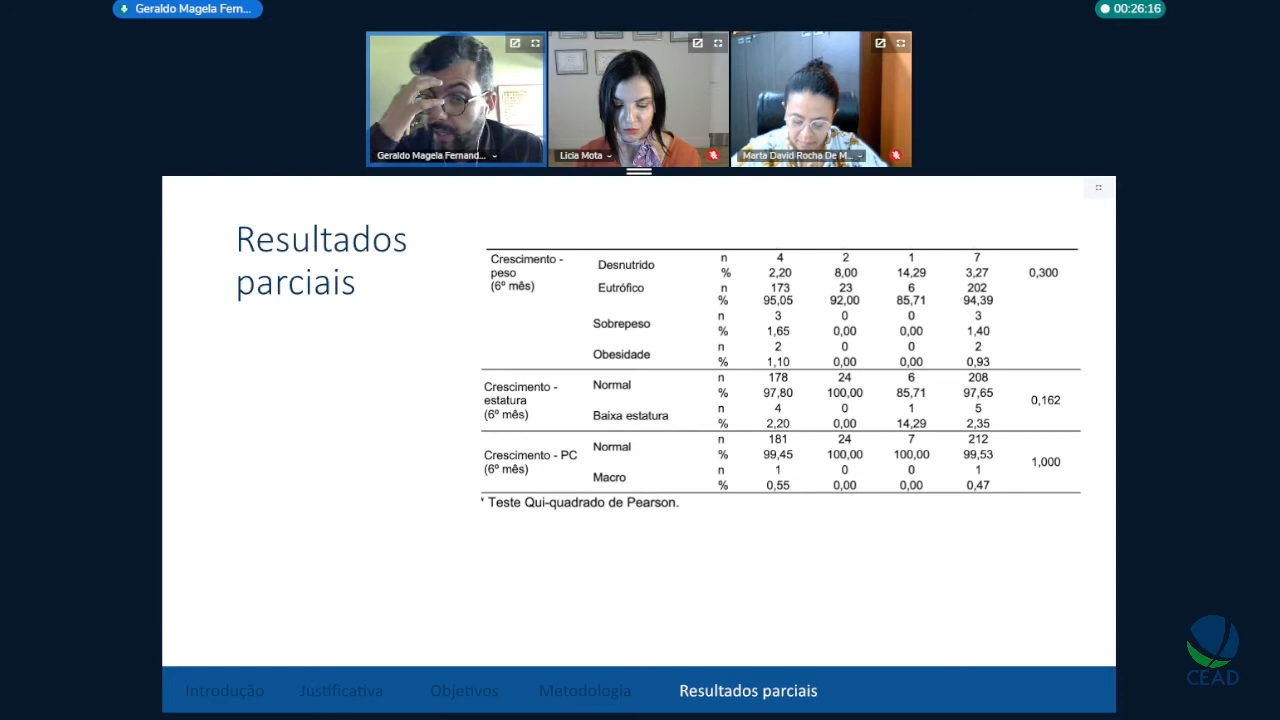 Geraldo Magela Fern...
00:26:16
Geraldo Magela Fernand...
Licia Mota
Marta David Rocha De M...
Resultados
parciais
Crescimento -
peso
(6º mês)
Desnutrido
n 4 2 1 7
% 2,20 8,00 14,29 3,27 0,300
Eutrófico
n 173 23 6 202
% 95,05 92,00 85,71 94,39
Sobrepeso
n 3 0 0 3
% 1,65 0,00 0,00 1,40
Obesidade
n 2 0 0 2
% 1,10 0,00 0,00 0,93
Crescimento -
estatura
(6º mês)
Normal
n 178 24 6 208
% 97,80 100,00 85,71 97,65
0,162
Baixa estatura
n 4 0 1 5
% 2,20 0,00 14,29 2,35
Crescimento - PC
(6º mês)
Normal
n 181 24 7 212
% 99,45 100,00 100,00 99,53
1,000
Macro
n 1 0 0 1
% 0,55 0,00 0,00 0,47
* Teste Qui-quadrado de Pearson.
Introdução Justificativa Objetivos Metodologia Resultados parciais
CEAD